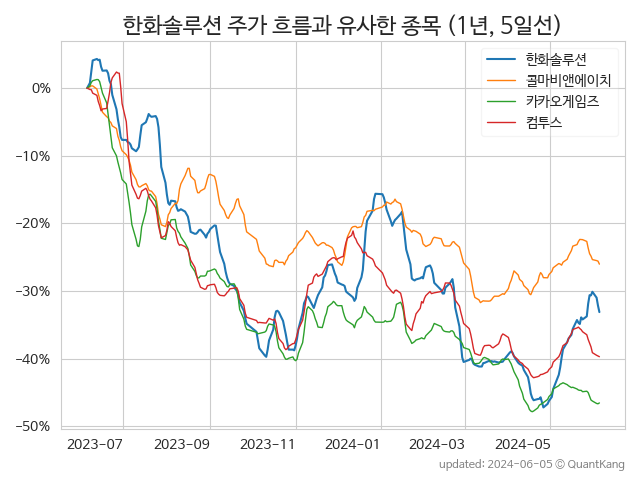 한화솔루션 주가 흐름과 유사한 종목 (1년, 5일선)
한화솔루션
콜마비앤에이치
카카오게임즈
컴투스
0%
−10%
−20%
−30%
−40%
−50%
2023−07
2023−09
2023−11
2024−01
2024−03
2024−05
updated: 2024-06-05 © QuantKang